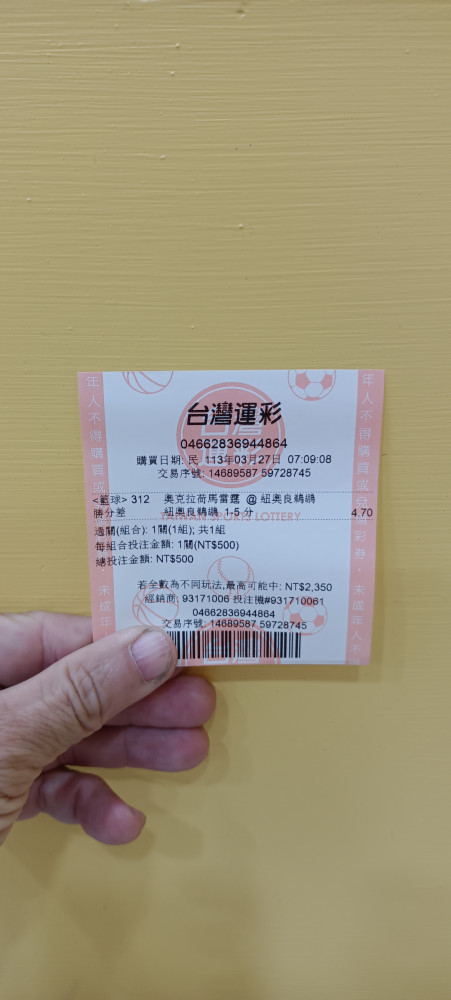 台灣運彩
04662836944864
購買日期: 民 113年03月27日 07:09:08
交易序號: 14689587 59728745
<籃球> 312 奧克拉荷馬雷霆 @ 紐奧良鵜鶘
勝分差 紐奧良鵜鶘 1-5 分 4.70
TAIWAN SPORTS LOTTERY
過關(組合): 1關(1組); 共1組
每組合投注金額: 1關(NT$500)
總投注金額: NT$500
若全數為不同玩法,最高可能中: NT$2,350
經銷商: 93171006 投注機#931710061
04662836944864
交易序號: 14689587 59728745
年人不得購買或
未成年人
年人不得購買或
彩券，未成年人不